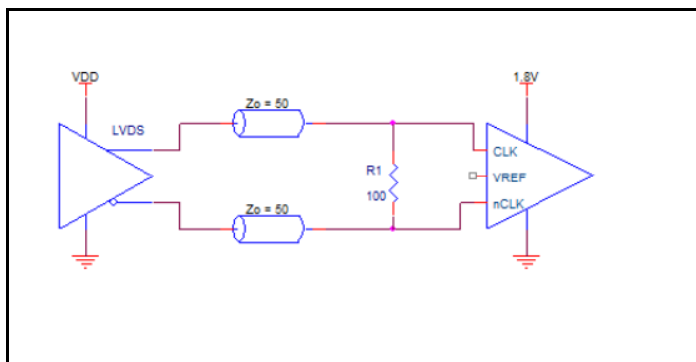 VDD
LVDS
Zo = 50
Zo = 50
R1
100
1.8V
CLK
VREF
nCLK